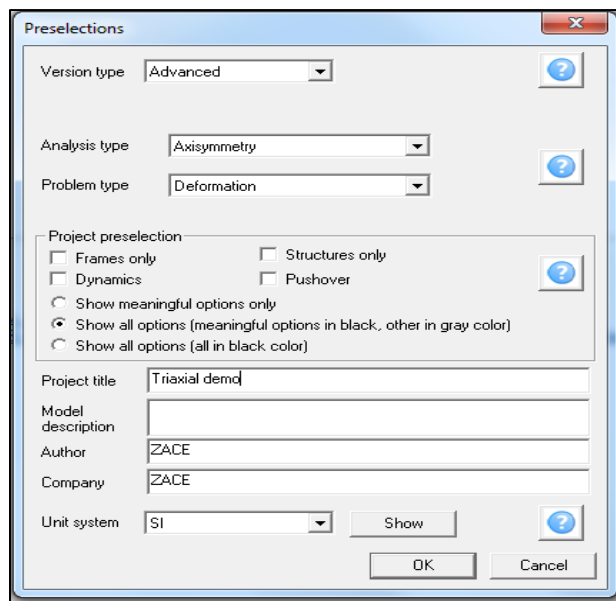 Preselections
Version type Advanced
Analysis type Axisymmetry
Problem type Deformation
Project preselection
Frames only Structures only
Dynamics Pushover
Show meaningful options only
Show all options (meaningful options in black, other in gray color)
Show all options (all in black color)
Project title Triaxial demo
Model
description
Author ZACE
Company ZACE
Unit system SI Show
OK Cancel